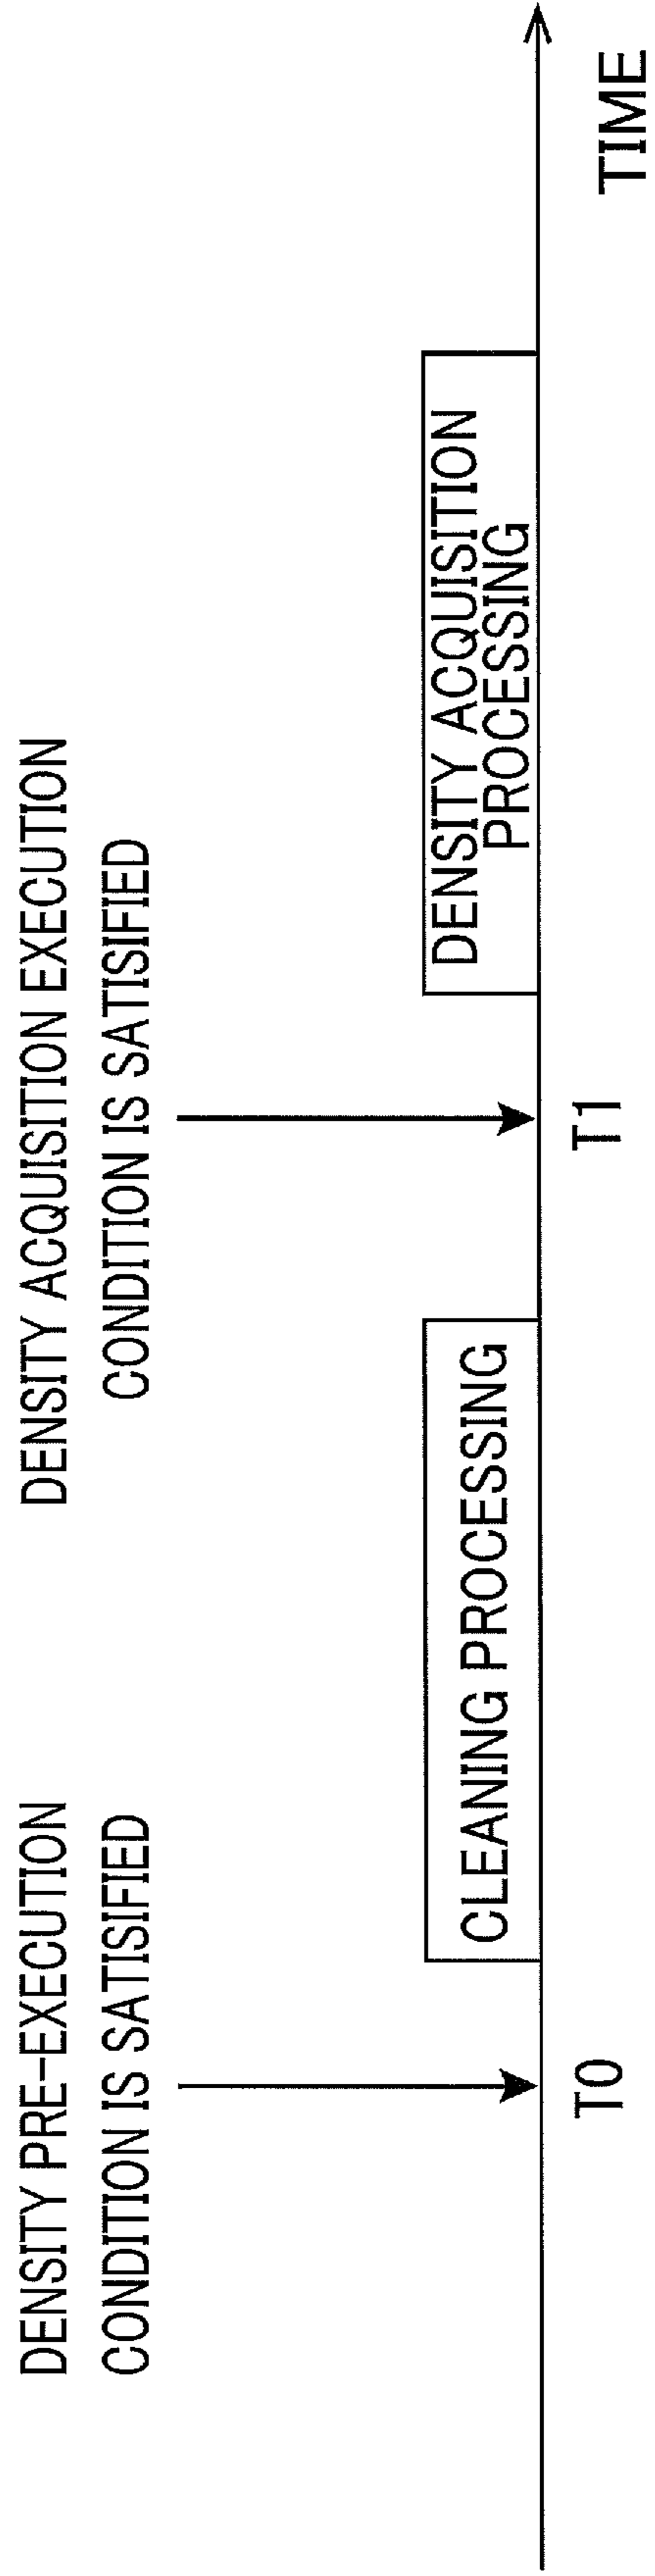 DENSITY PRE-EXECUTION
CONDITION IS SATISIFIED
DENSITY ACQUISITION EXECUTION
CONDITION IS SATISIFIED
CLEANING PROCESSING
DENSITY ACQUISITION
PROCESSING
T0
T1
TIME